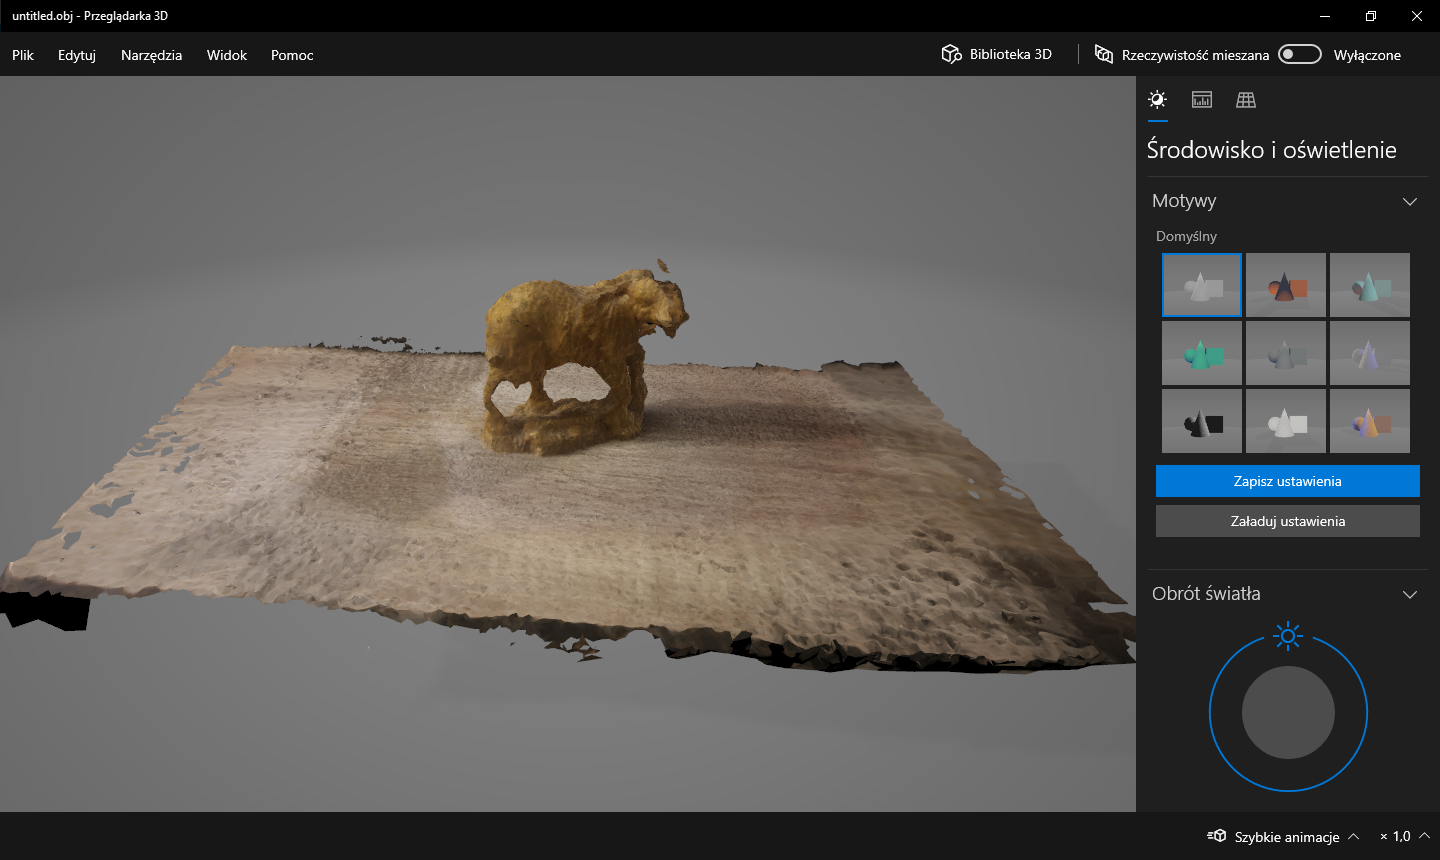 untitled.obj - Przeglądarka 3D
Plik Edytuj Narzędzia Widok Pomoc Biblioteka 3D Rzeczywistość mieszana Wyłączone
Środowisko i oświetlenie
Motywy
Domyślny
Zapisz ustawienia
Załaduj ustawienia
Obrót światła
Szybkie animacje × 1,0